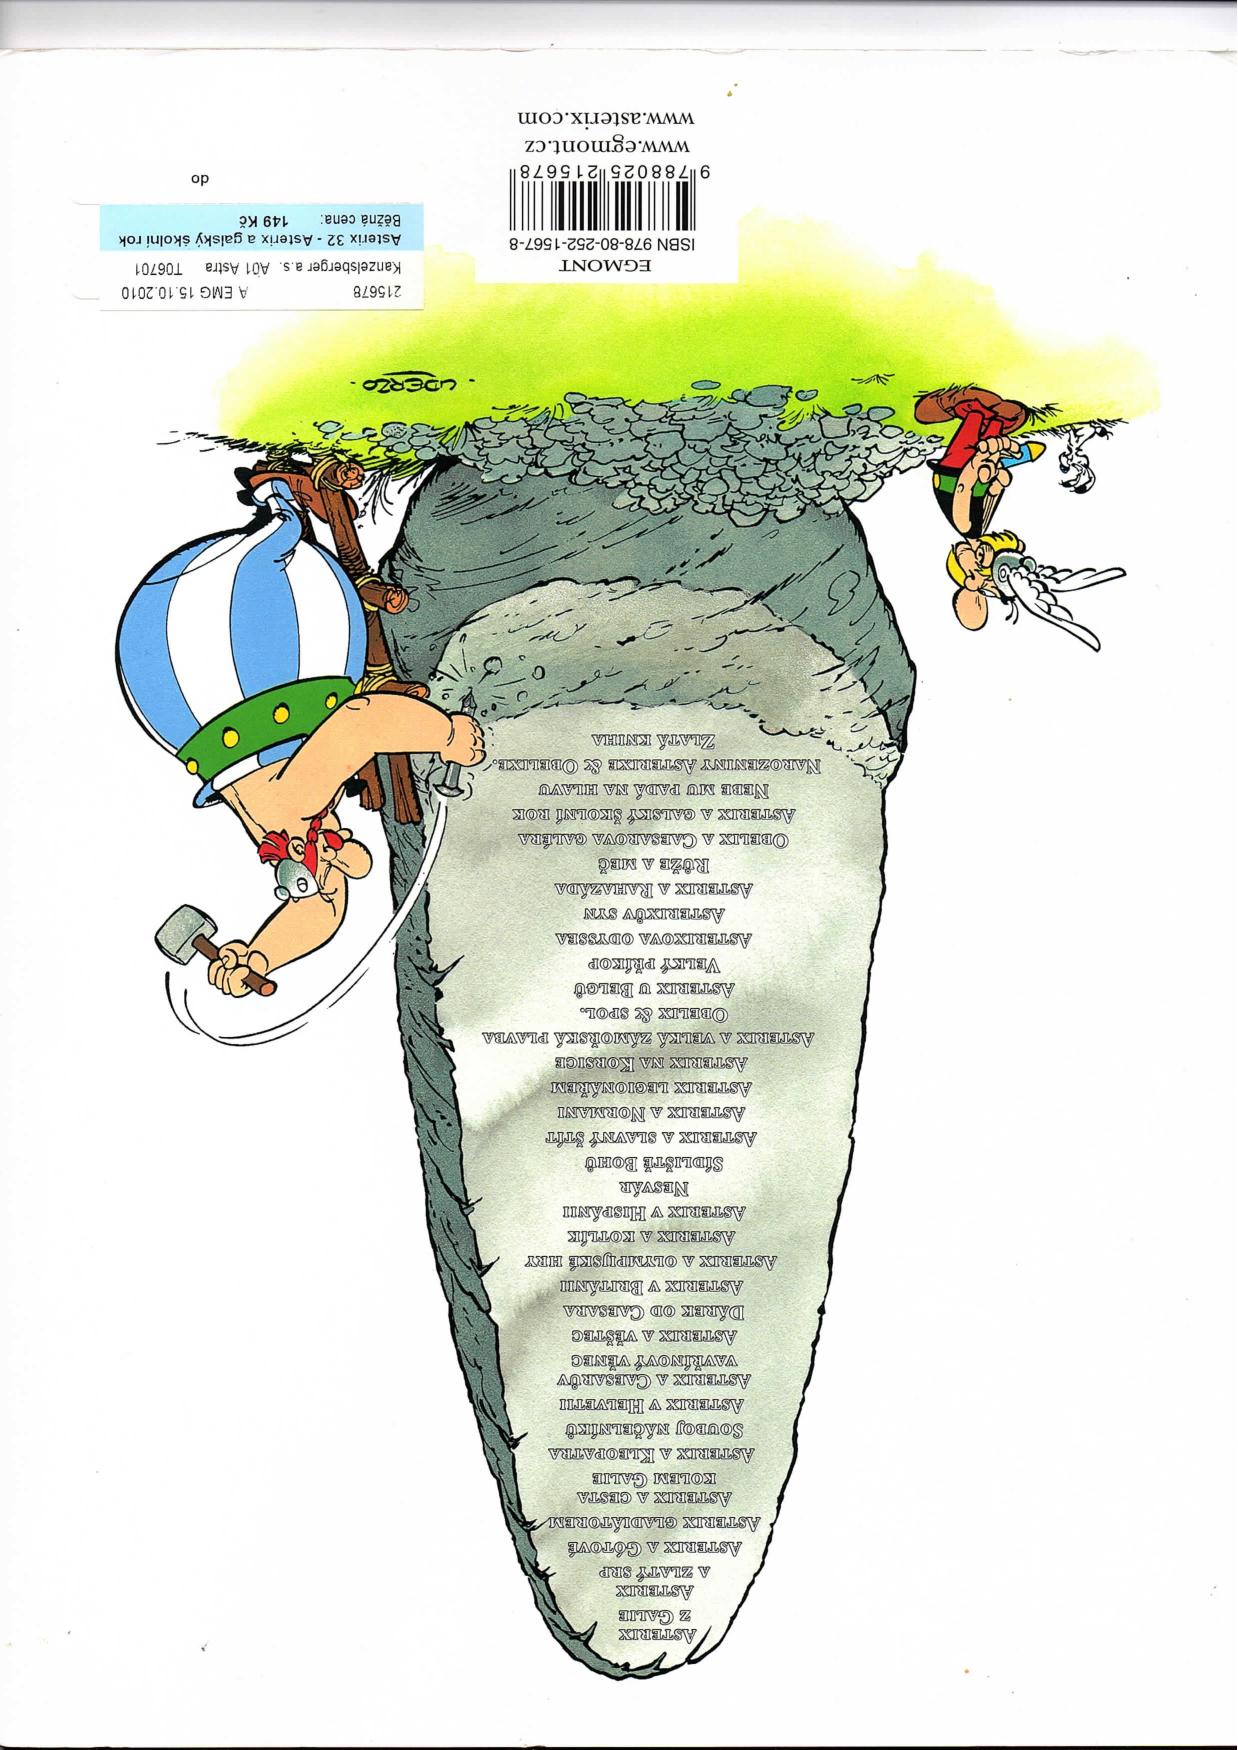 Asterix
z Galie
Asterix
a zlatý srp
Asterix a Gótové
Asterix gladiátorem
Asterix a cesta
kolem Galie
Asterix a Kleopatra
Souboj náčelníků
Asterix v Helvetii
Asterix a Caesarův
vavřínový věnec
Asterix a věštec
Dárek od Caesara
Asterix v Británii
Asterix a olympijské hry
Asterix a kotlík
Asterix v Hispánii
Nesvár
Sídliště Bohů
Asterix a slavný štít
Asterix a Normani
Asterix legionářem
Asterix na Korsice
Asterix a velká zámořská plavba
Obelix & spol.
Asterix u Belgů
Velký příkop
Asterixova odyssea
Asterixův syn
Asterix a Rahazáda
Růže a meč
Obelix a Caesarova galéra
Asterix a galský školní rok
Nebe mu padá na hlavu
Narozeniny Asterixe & Obelixe.
Zlatá kniha
. UDERZO .
EGMONT
ISBN 978-80-252-1567-8
9 788025 215678
www.egmont.cz
www.asterix.com
215678 A EMG 15.10.2010
Kanzelsberger a.s. A01 Astra T06701
Asterix 32 - Asterix a galský školní rok
Běžná cena: 149 Kč
do